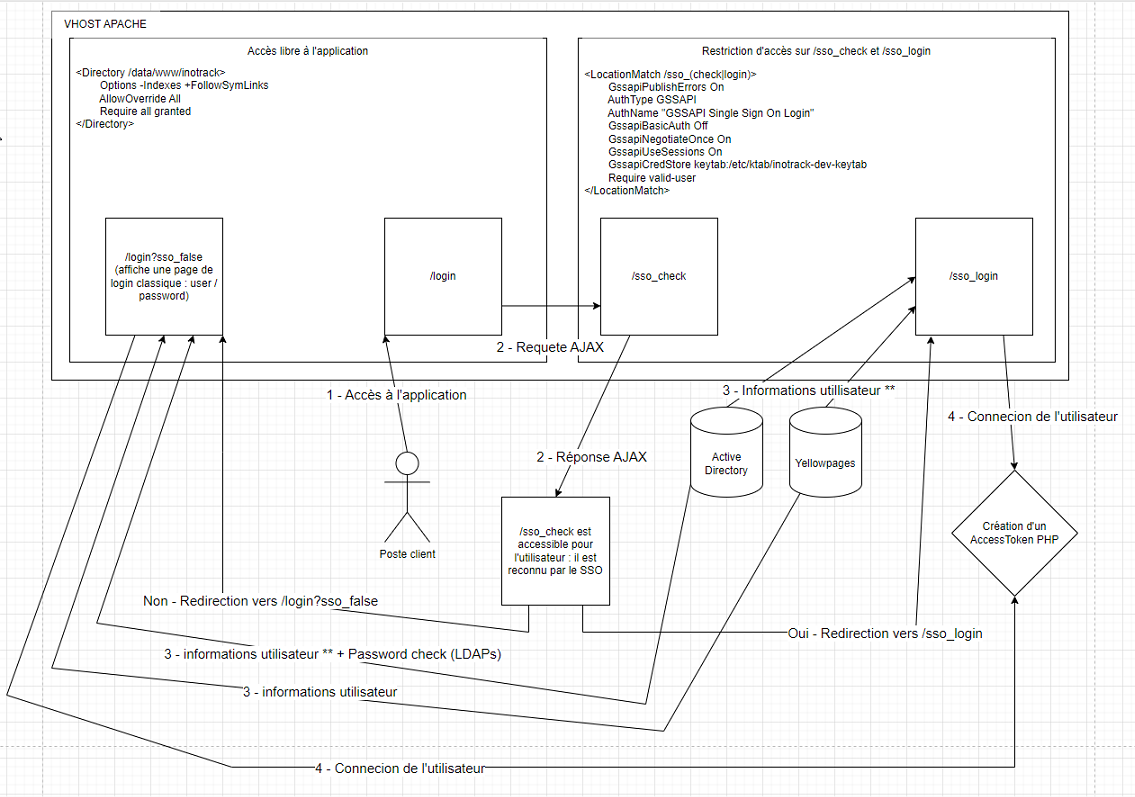 VHOST APACHE
Accès libre à l'application
<Directory /data/www/inotrack>
Options -Indexes +FollowSymLinks
AllowOverride All
Require all granted
</Directory>
Restriction d'accès sur /sso_check et /sso_login
<LocationMatch /sso_(check|login)>
GssapiPublishErrors On
AuthType GSSAPI
AuthName "GSSAPI Single Sign On Login"
GssapiBasicAuth Off
GssapiNegotiateOnce On
GssapiUseSessions On
GssapiCredStore keytab:/etc/ktab/inotrack-dev-keytab
Require valid-user
</LocationMatch>
/login?sso_false
(affiche une page de
login classique : user /
password)
/login
/sso_check
/sso_login
2 - Requete AJAX
1 - Accès à l'application
3 - Informations utillisateur **
4 - Connecion de l'utilisateur
2 - Réponse AJAX
Active
Directory
Yellowpages
Poste client
/sso_check est
accessible pour
l'utilisateur : il est
reconnu par le SSO
Création d'un
AccessToken PHP
Non - Redirection vers /login?sso_false
Oui - Redirection vers /sso_login
3 - informations utilisateur ** + Password check (LDAPs)
3 - informations utilisateur
4 - Connecion de l'utilisateur